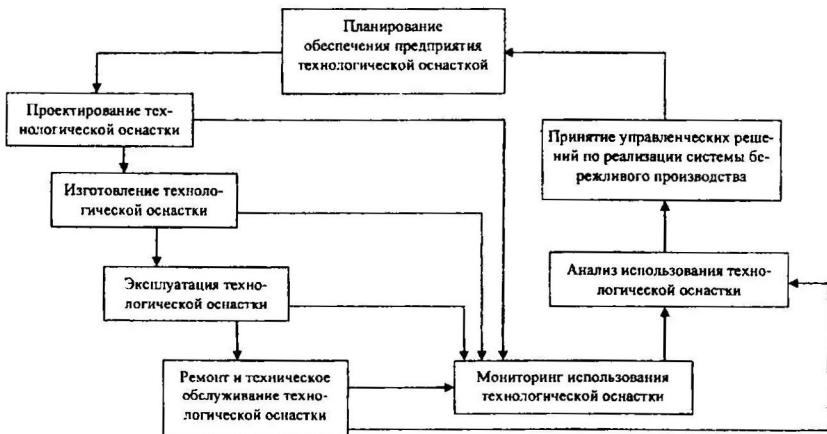 Планирование
обеспечения предприятия
технологической оснасткой
Проектирование тех-
нологической оснастки
Изготовление техноло-
гической оснастки
Эксплуатация техно-
логической оснастки
Ремонт и техническое
обслуживание техно-
логической оснастки
Мониторинг использования
технологической оснастки
Анализ использования техно-
логической оснастки
Принятие управленческих реше-
ний по реализации системы бе-
режливого производства